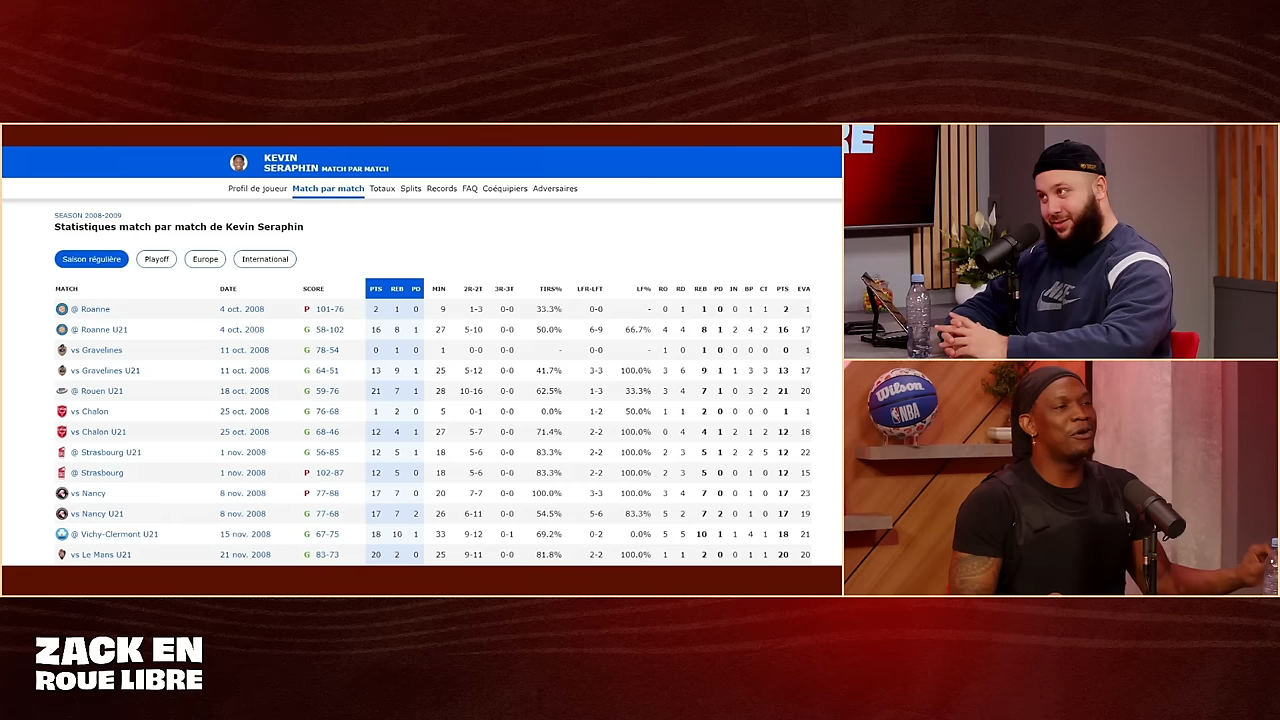 KEVIN
SERAPHIN MATCH PAR MATCH
Profil de joueur Match par match Totaux Splits Records FAQ Coéquipiers Adversaires
SEASON 2008-2009
Statistiques match par match de Kevin Seraphin
Saison régulière Playoff Europe International
MATCH DATE SCORE PTS REB PD MIN 2R-2T 3R-3T TIRS% LFR-LFT LF% RO RD REB PD IN BP CT PTS EVA
@ Roanne 4 oct. 2008 P 101-76 2 1 0 9 1-3 0-0 33.3% 0-0 - 0 1 1 0 0 1 1 2 1
@ Roanne U21 4 oct. 2008 G 58-102 16 8 1 27 5-10 0-0 50.0% 6-9 66.7% 4 4 8 1 2 4 2 16 17
vs Gravelines 11 oct. 2008 G 78-54 0 1 0 1 0-0 0-0 - 0-0 - 1 0 1 0 0 0 0 0 1
vs Gravelines U21 11 oct. 2008 G 64-51 13 9 1 25 5-12 0-0 41.7% 3-3 100.0% 3 6 9 1 1 3 3 13 17
@ Rouen U21 18 oct. 2008 G 59-76 21 7 1 28 10-16 0-0 62.5% 1-3 33.3% 3 4 7 1 0 3 2 21 20
vs Chalon 25 oct. 2008 G 76-68 1 2 0 5 0-1 0-0 0.0% 1-2 50.0% 1 1 2 0 0 0 1 1 1
vs Chalon U21 25 oct. 2008 G 68-46 12 4 1 27 5-7 0-0 71.4% 2-2 100.0% 0 4 4 1 2 1 2 12 18
@ Strasbourg U21 1 nov. 2008 G 56-85 12 5 1 18 5-6 0-0 83.3% 2-2 100.0% 2 3 5 1 2 2 5 12 22
@ Strasbourg 1 nov. 2008 P 102-87 12 5 0 18 5-6 0-0 83.3% 2-2 100.0% 2 3 5 0 0 1 0 12 15
vs Nancy 8 nov. 2008 P 77-88 17 7 0 20 7-7 0-0 100.0% 3-3 100.0% 3 4 7 0 0 1 0 17 23
vs Nancy U21 8 nov. 2008 G 77-68 17 7 2 26 6-11 0-0 54.5% 5-6 83.3% 5 2 7 2 0 1 1 17 19
@ Vichy-Clermont U21 15 nov. 2008 G 67-75 18 10 1 33 9-12 0-1 69.2% 0-2 0.0% 5 5 10 1 1 4 1 18 21
vs Le Mans U21 21 nov. 2008 G 83-73 20 2 0 25 9-11 0-0 81.8% 2-2 100.0% 1 1 2 0 0 1 1 20 20
RE
NIKE
Wilson
NBA
ZACK EN
ROUE LIBRE